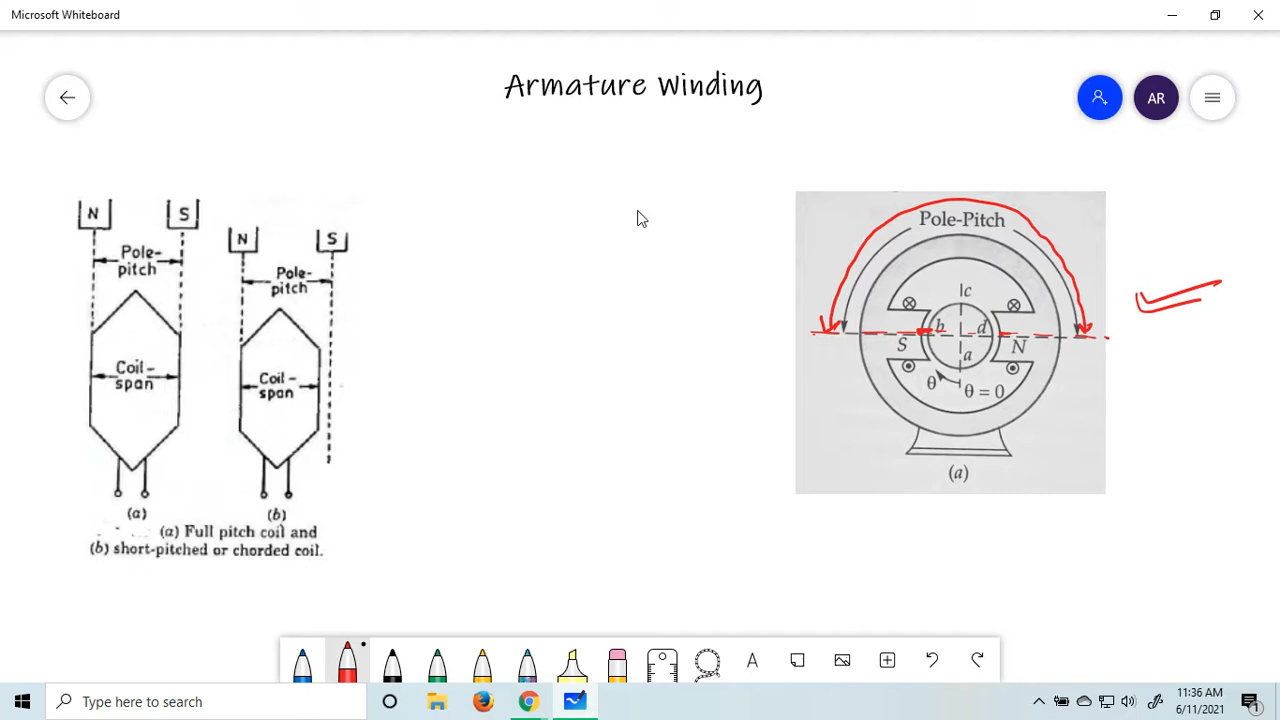 Microsoft Whiteboard
Armature Winding
AR
N S
Pole-
pitch
Coil-
span
(a)
N S
Pole-
pitch
Coil-
span
(b)
(a) Full pitch coil and
(b) short-pitched or chorded coil.
Pole-Pitch
c
b d
S a N
θ θ = 0
(a)
A
Type here to search
11:36 AM
6/11/2021
1